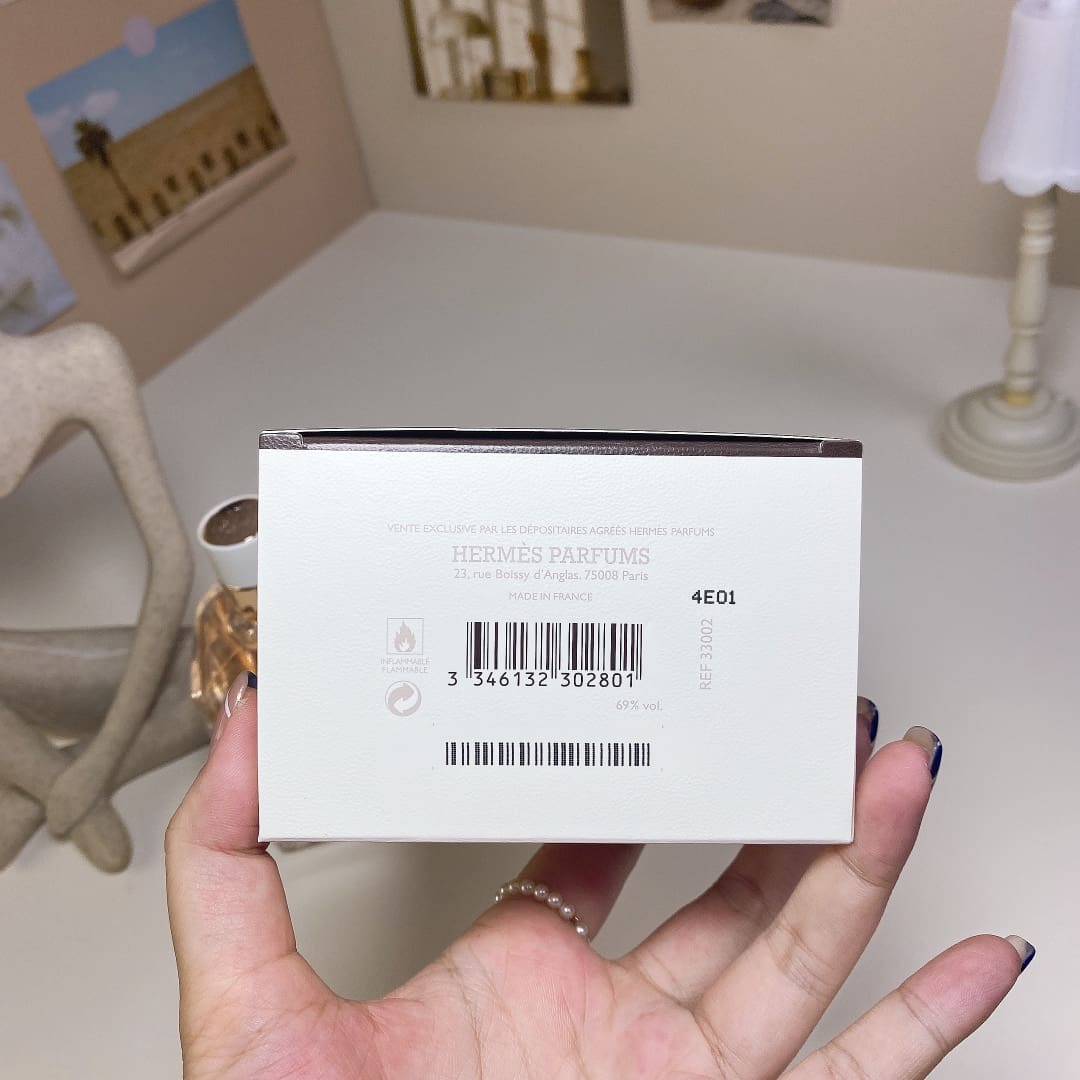 VENTE EXCLUSIVE PAR LES DÉPOSITAIRES AGRÉÉS HERMÈS PARFUMS
HERMÈS PARFUMS
23, rue Boissy d'Anglas. 75008 Paris
MADE IN FRANCE
4E01
REF 33002
INFLAMMABLE
FLAMMABLE
3 346132 302801
69% vol.